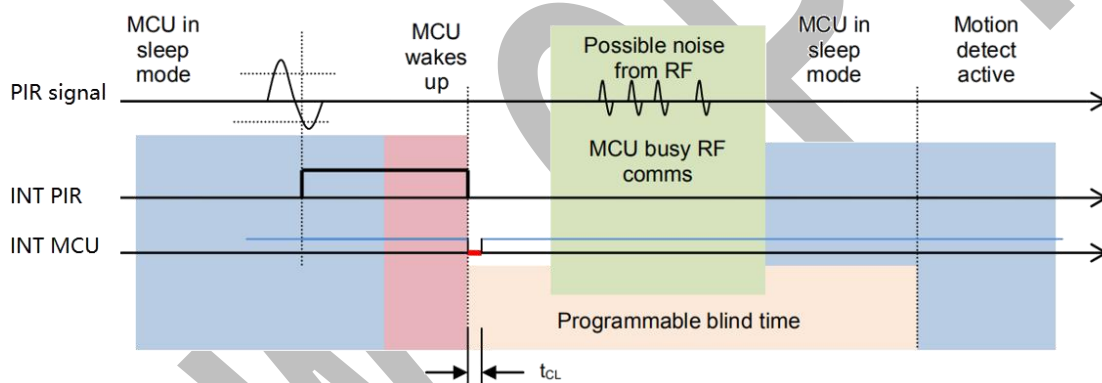 MCU in
sleep
mode
MCU
wakes
up
Possible noise
from RF
MCU in
sleep
mode
Motion
detect
active
PIR signal
MCU busy RF
comms
INT PIR
INT MCU
Programmable blind time
tCL